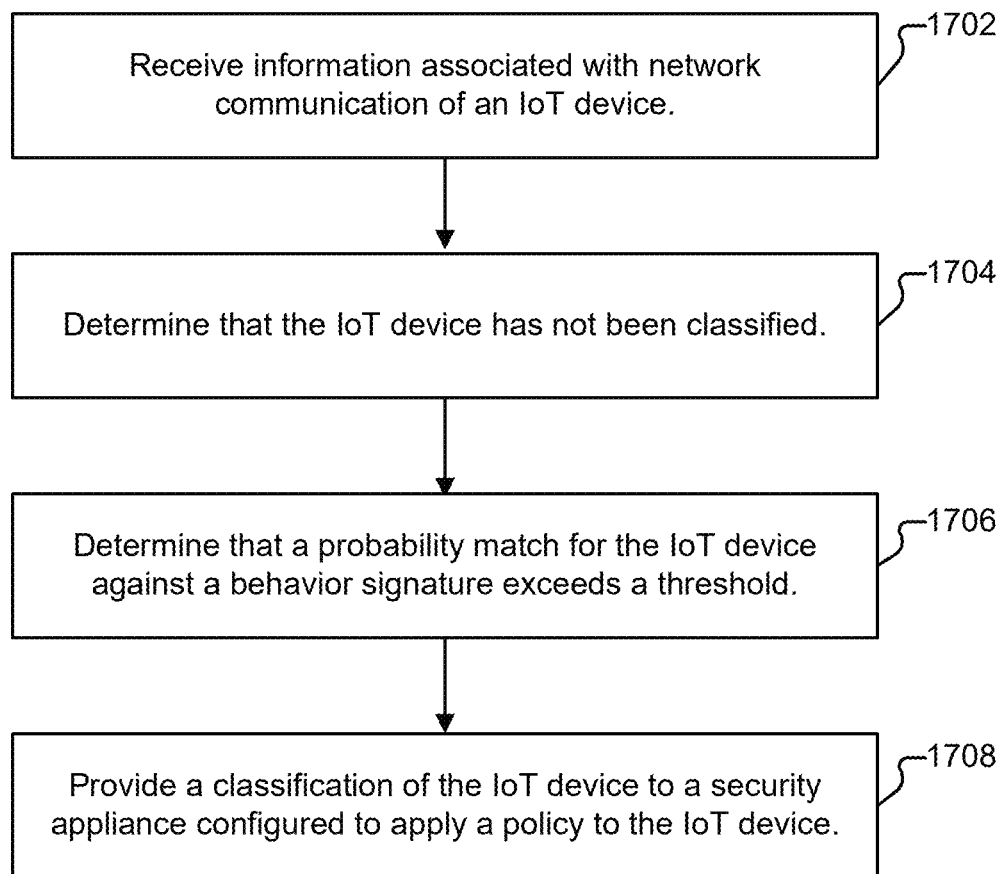 1702
Receive information associated with network
communication of an IoT device.
1704
Determine that the IoT device has not been classified.
1706
Determine that a probability match for the IoT device
against a behavior signature exceeds a threshold.
1708
Provide a classification of the IoT device to a security
appliance configured to apply a policy to the IoT device.